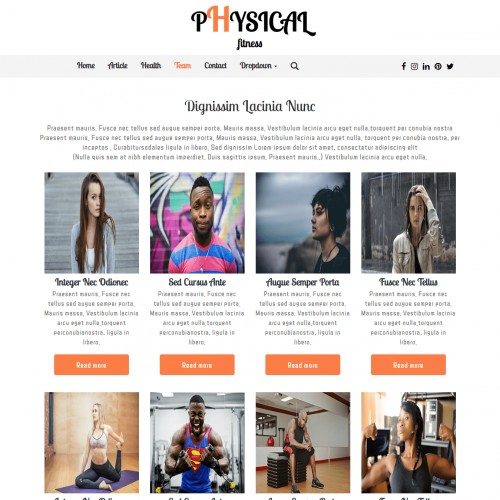 PHYSICAL
fitness
Home Article Health Team Contact Dropdown
Dignissim Lacinia Nunc
Praesent mauris, Fusce nec tellus sed augue semper porta, Mauris massa, Vestibulum lacinia arcu eget nulla,torquent per conubia nostra
Praesent mauris, Fusce nec tellus sed augue semper porta, Mauris massa, Vestibulum lacinia arcu eget nulla, torquent per conubia nostra, per
inceptos , Curabitursodales ligula in libero, Sed dignissim Lorem ipsum dolor sit amet, consectetur adipiscing elit
(Nulla quis sem at nibh elementum imperdiet, Duis sagittis ipsum, Praesent mauris,,) Vestibulum lacinia arcu eget nulla,
Integer Nec Odionec
Praesent mauris, Fusce nec
tellus sed augue semper porta,
Mauris massa, Vestibulum lacinia
arcu eget nulla,torquent
perconubianostra, ligula in
libero,
Read more
Sed Cursus Ante
Praesent mauris, Fusce nec
tellus sed augue semper porta,
Mauris massa, Vestibulum lacinia
arcu eget nulla,torquent
perconubianostra, ligula in
libero,
Read more
Augue Semper Porta
Praesent mauris, Fusce nec
tellus sed augue semper porta,
Mauris massa, Vestibulum lacinia
arcu eget nulla,torquent
perconubianostra, ligula in
libero,
Read more
Fusce Nec Tellus
Praesent mauris, Fusce nec
tellus sed augue semper porta,
Mauris massa, Vestibulum lacinia
arcu eget nulla,torquent
perconubianostra, ligula in
libero,
Read more